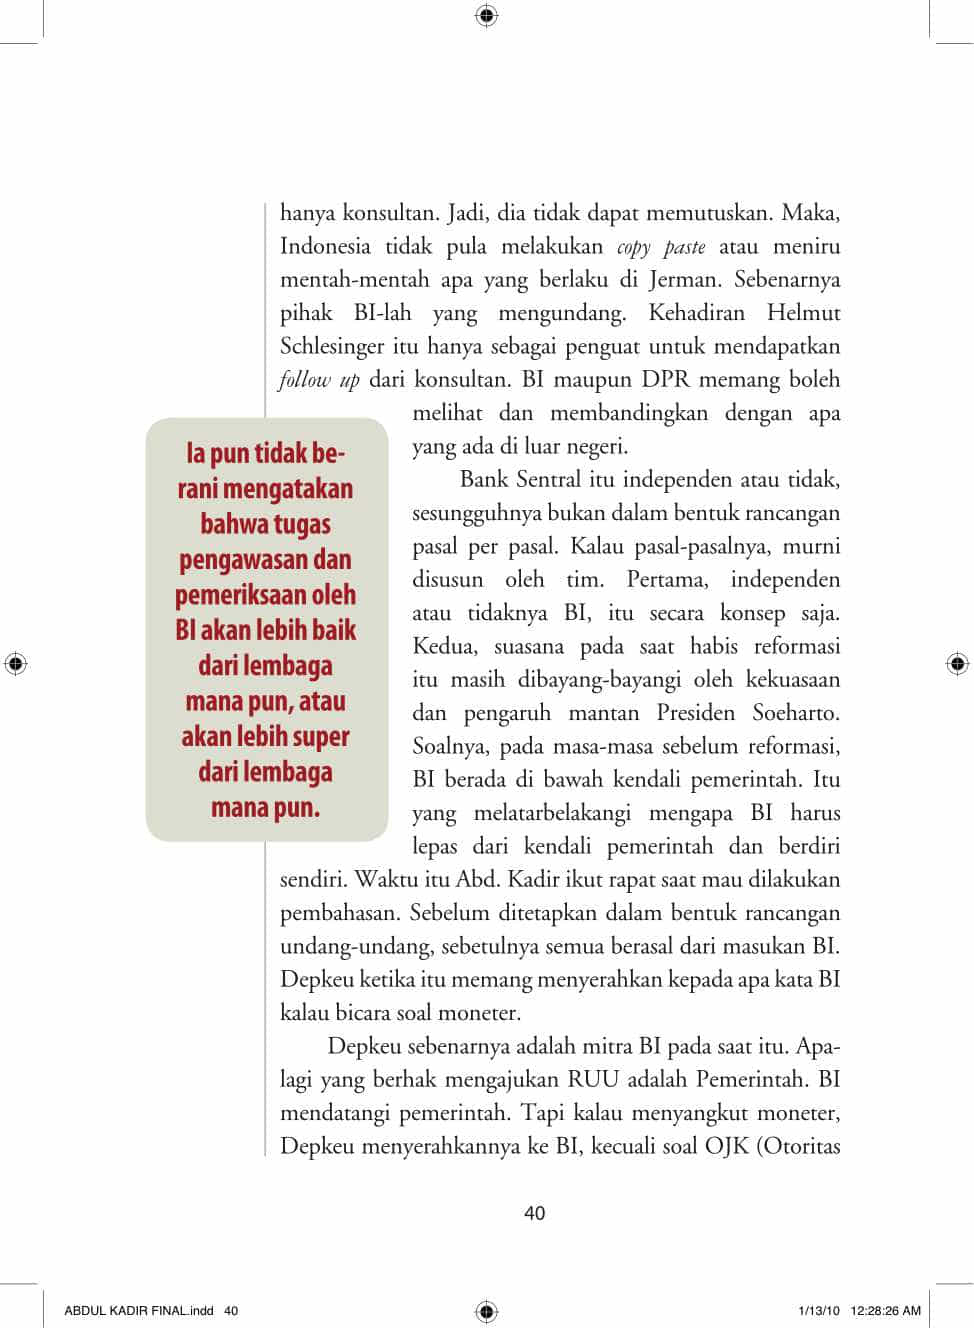 hanya konsultan. Jadi, dia tidak dapat memutuskan. Maka,
Indonesia tidak pula melakukan copy paste atau meniru
mentah-mentah apa yang berlaku di Jerman. Sebenarnya
pihak BI-lah yang mengundang. Kehadiran Helmut
Schlesinger itu hanya sebagai penguat untuk mendapatkan
follow up dari konsultan. BI maupun DPR memang boleh
melihat dan membandingkan dengan apa
yang ada di luar negeri.
Bank Sentral itu independen atau tidak,
sesungguhnya bukan dalam bentuk rancangan
pasal per pasal. Kalau pasal-pasalnya, murni
disusun oleh tim. Pertama, independen
atau tidaknya BI, itu secara konsep saja.
Kedua, suasana pada saat habis reformasi
itu masih dibayang-bayangi oleh kekuasaan
dan pengaruh mantan Presiden Soeharto.
Soalnya, pada masa-masa sebelum reformasi,
BI berada di bawah kendali pemerintah. Itu
yang melatarbelakangi mengapa BI harus
lepas dari kendali pemerintah dan berdiri
sendiri. Waktu itu Abd. Kadir ikut rapat saat mau dilakukan
pembahasan. Sebelum ditetapkan dalam bentuk rancangan
undang-undang, sebetulnya semua berasal dari masukan BI.
Depkeu ketika itu memang menyerahkan kepada apa kata BI
kalau bicara soal moneter.
Depkeu sebenarnya adalah mitra BI pada saat itu. Apa-
lagi yang berhak mengajukan RUU adalah Pemerintah. BI
mendatangi pemerintah. Tapi kalau menyangkut moneter,
Depkeu menyerahkannya ke BI, kecuali soal OJK (Otoritas
Ia pun tidak be-
rani mengatakan
bahwa tugas
pengawasan dan
pemeriksaan oleh
BI akan lebih baik
dari lembaga
mana pun, atau
akan lebih super
dari lembaga
mana pun.
40
ABDUL KADIR FINAL.indd 40
1/13/10 12:28:26 AM